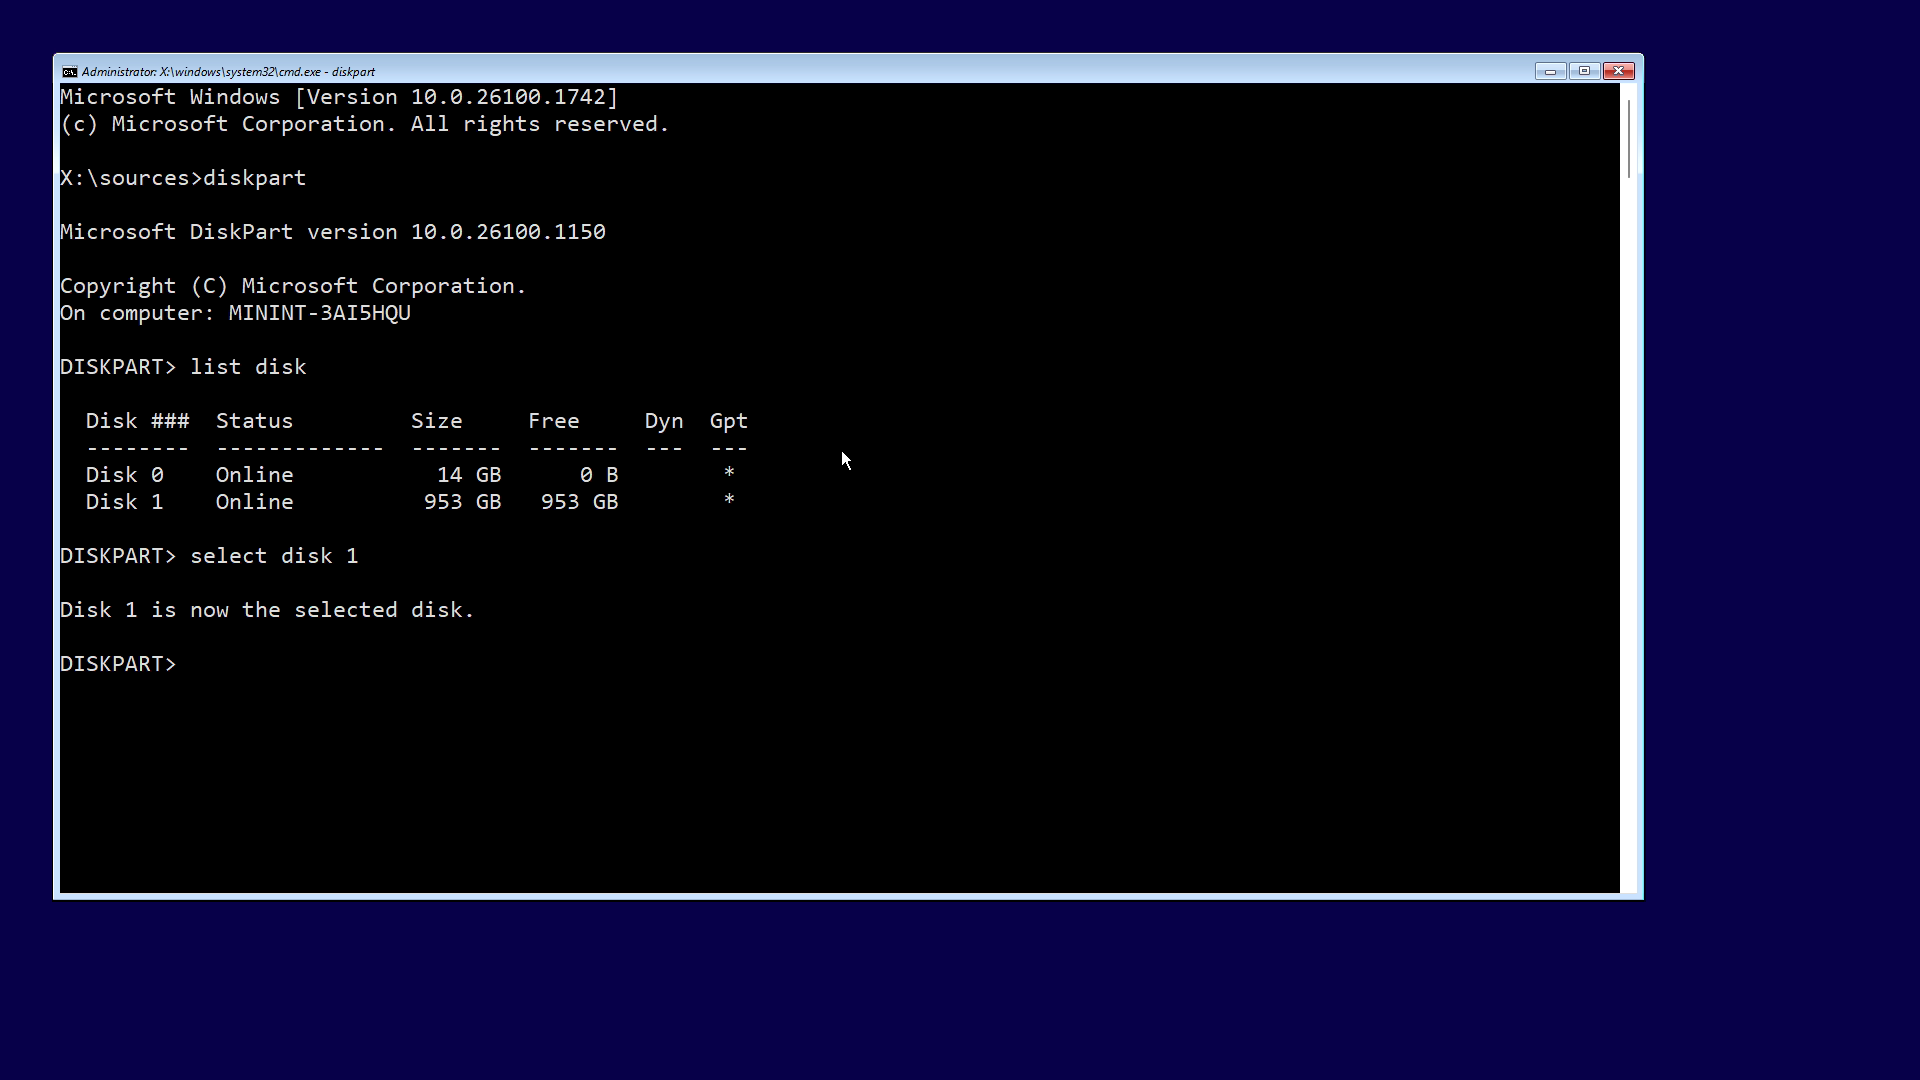 Administrator: X:\windows\system32\cmd.exe - diskpart
Microsoft Windows [Version 10.0.26100.1742]
(c) Microsoft Corporation. All rights reserved.
X:\sources>diskpart
Microsoft DiskPart version 10.0.26100.1150
Copyright (C) Microsoft Corporation.
On computer: MININT-3AI5HQU
DISKPART> list disk
  Disk ###  Status         Size     Free     Dyn  Gpt
  --------  -------------  -------  -------  ---  ---
  Disk 0    Online           14 GB      0 B        *
  Disk 1    Online          953 GB   953 GB        *
DISKPART> select disk 1
Disk 1 is now the selected disk.
DISKPART>